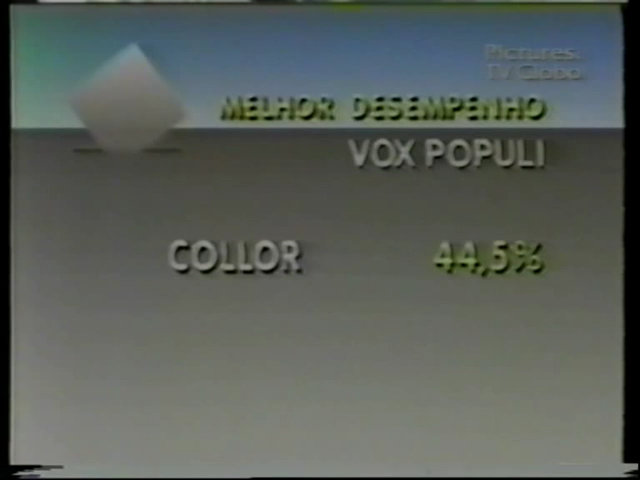 Pictures.
TV Globo
MELHOR DESEMPENHO
VOX POPULI
COLLOR 44,5%